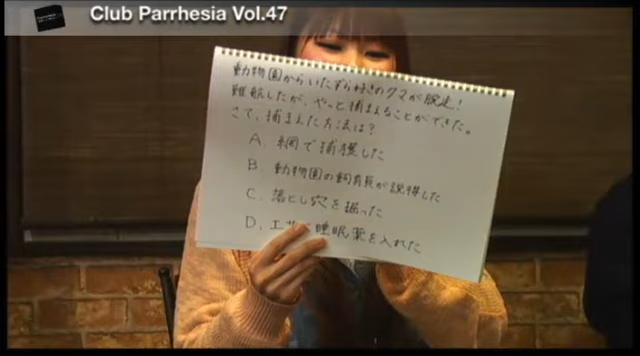 Club Parrhesia Vol.47
動物園からいたずら好きのクマが脱走!
難航したが、やっと捕まえることができた。
さて、捕まえた方法は?
A. 網で捕獲した
B. 動物園の飼育員が説得した
C. 落とし穴を掘った
D. エサ 睡眠薬を入れた